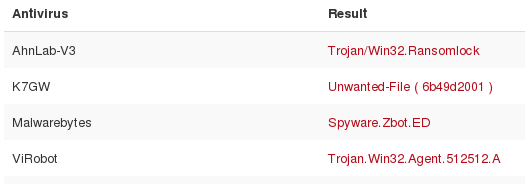 Antivirus Result
AhnLab-V3 Trojan/Win32.Ransomlock
K7GW Unwanted-File ( 6b49d2001 )
Malwarebytes Spyware.Zbot.ED
ViRobot Trojan.Win32.Agent.512512.A